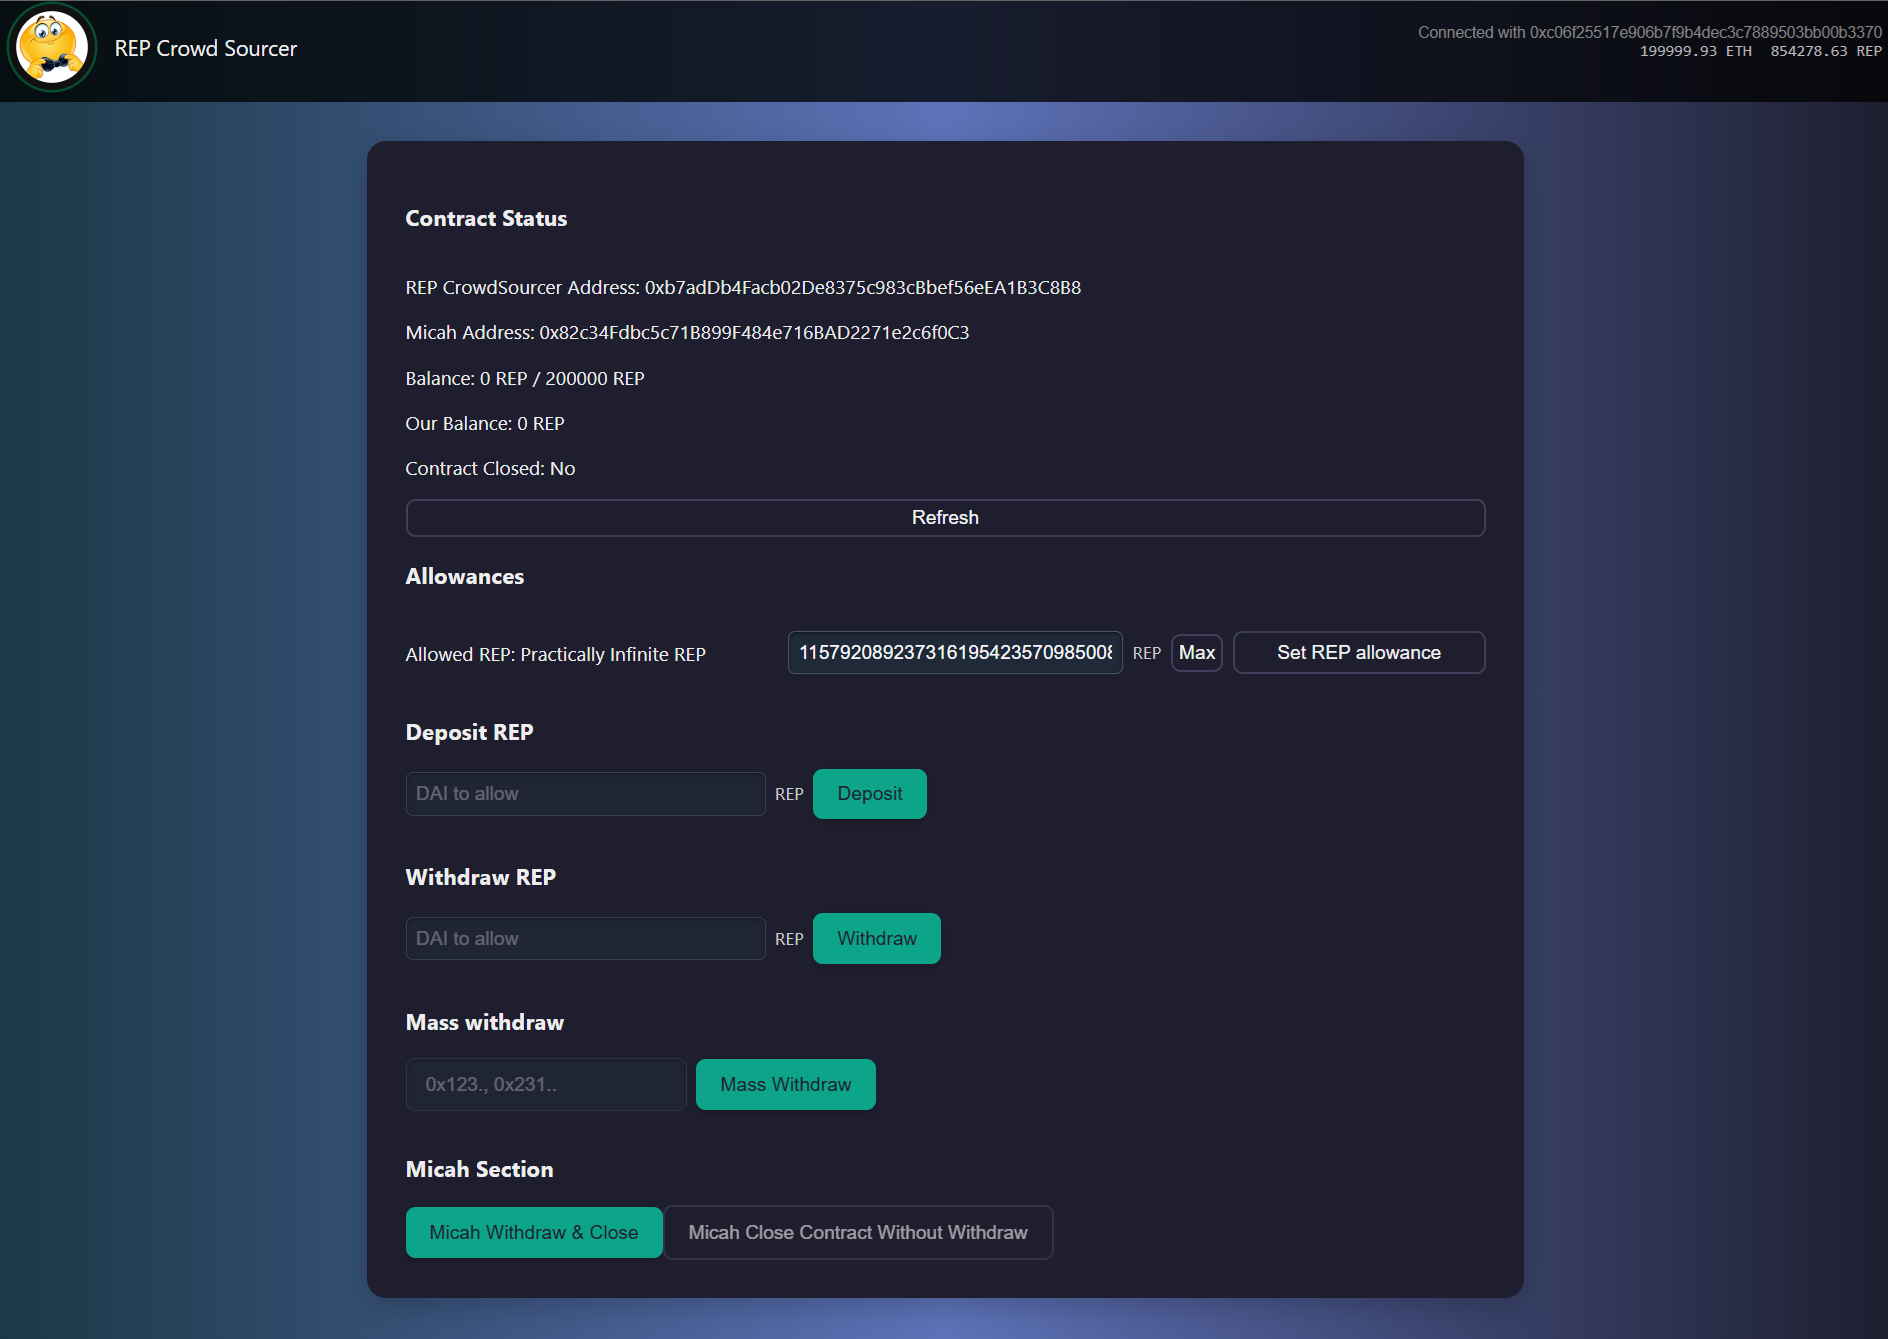 REP Crowd Sourcer
Connected with 0xc06f25517e906b7f9b4dec3c7889503bb00b3370
199999.93 ETH 854278.63 REP
Contract Status
REP CrowdSourcer Address: 0xb7adDb4Facb02De8375c983cBbef56eEA1B3C8B8
Micah Address: 0x82c34Fdbc5c71B899F484e716BAD2271e2c6f0C3
Balance: 0 REP / 200000 REP
Our Balance: 0 REP
Contract Closed: No
Refresh
Allowances
Allowed REP: Practically Infinite REP 115792089237316195423570985008 REP Max Set REP allowance
Deposit REP
DAI to allow REP Deposit
Withdraw REP
DAI to allow REP Withdraw
Mass withdraw
0x123., 0x231.. Mass Withdraw
Micah Section
Micah Withdraw & Close Micah Close Contract Without Withdraw